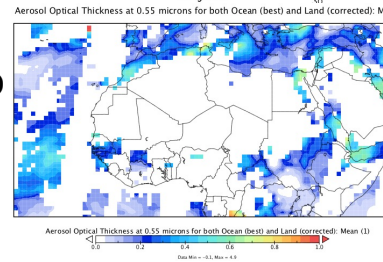 Aerosol Optical Thickness at 0.55 microns for both Ocean (best) and Land (corrected): M
Aerosol Optical Thickness at 0.55 microns for both Ocean (best) and Land (corrected): Mean (1)
0.0 0.2 0.4 0.6 0.8 1.0
Data Min = -0.1, Max = 4.9